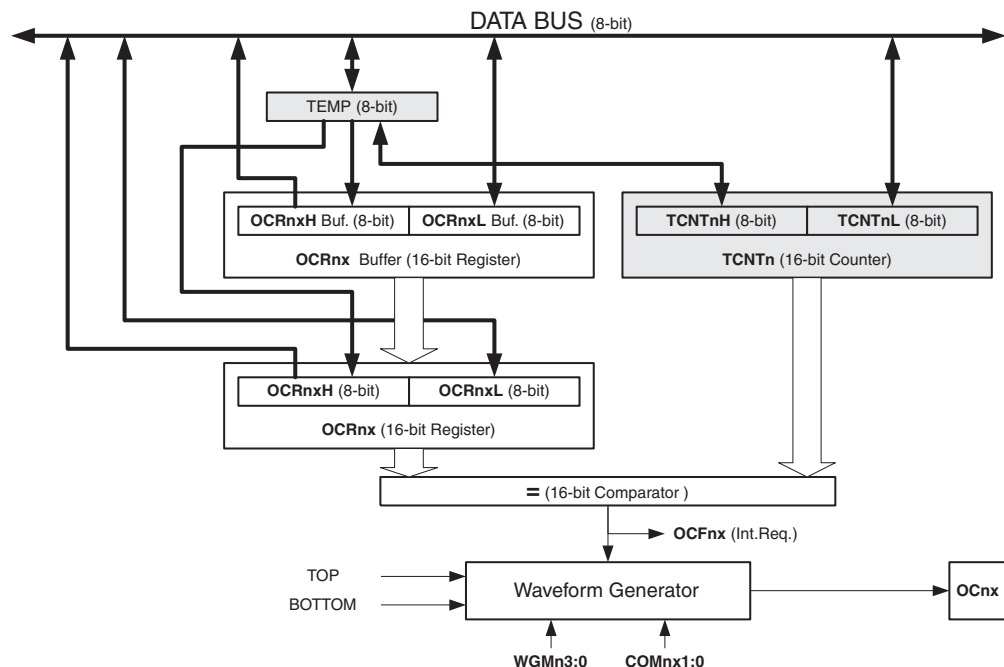 DATA BUS (8-bit)
TEMP (8-bit)
OCRnxH Buf. (8-bit)
OCRnxL Buf. (8-bit)
TCNTnH (8-bit)
TCNTnL (8-bit)
OCRnx Buffer (16-bit Register)
TCNTn (16-bit Counter)
OCRnxH (8-bit)
OCRnxL (8-bit)
OCRnx (16-bit Register)
= (16-bit Comparator )
OCFnx (Int.Req.)
TOP
BOTTOM
Waveform Generator
OCnx
WGMn3:0
COMnx1:0